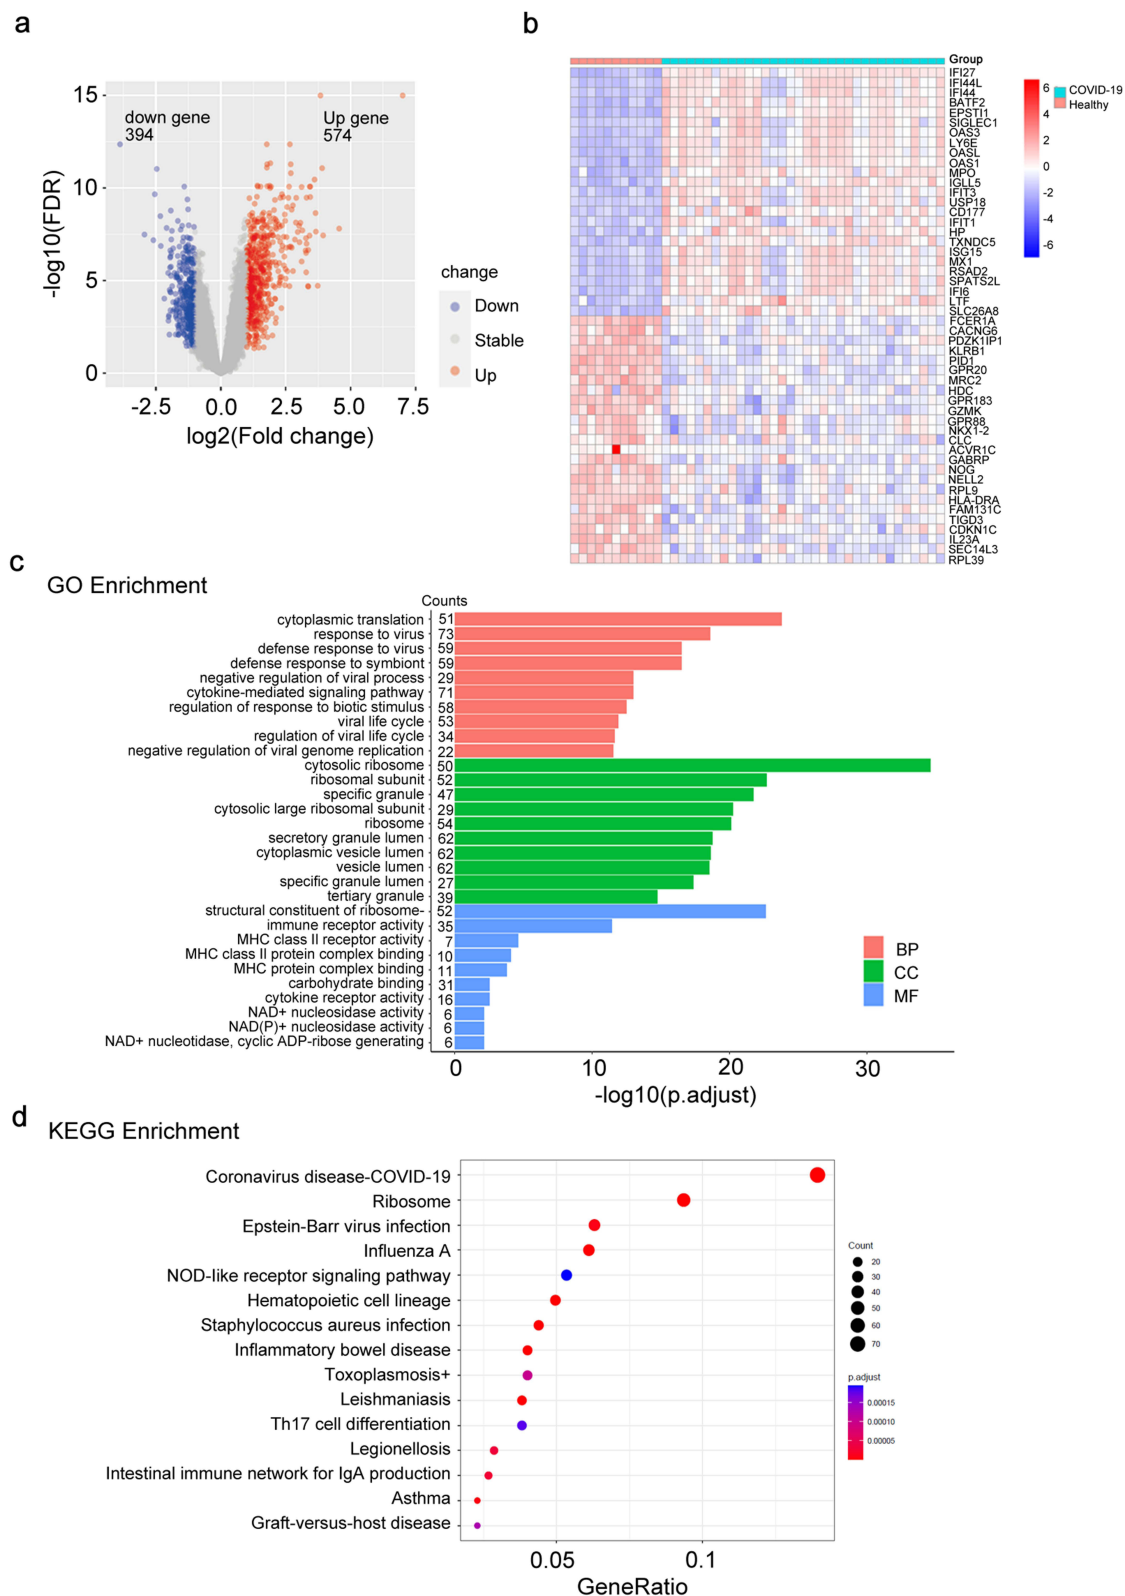 a
15
10
5
0
-log10(FDR)
down gene
394
Up gene
574
-2.5
0.0
2.5
5.0
7.5
log2(Fold change)
change
Down
Stable
Up
b
Group
IFI27
IFI44L
IFI44
BATF2
EPSTI1
SIGLEC1
OAS3
LY6E
OASL
OAS1
MPO
IGLL5
IFIT3
USP18
CD177
IFIT1
HP
TXNDC5
ISG15
MX1
RSAD2
SPATS2L
IFI6
LTF
SLC26A8
FCER1A
CACNG6
PDZK1IP1
KLRB1
PID1
GPR20
MRC2
HDC
GPR183
GZMK
GPR88
NKX1-2
CLC
ACVR1C
GABRP
NOG
NELL2
RPL9
HLA-DRA
FAM131C
TIGD3
CDKN1C
IL23A
SEC14L3
RPL39
6
4
2
0
-2
-4
-6
COVID-19
Healthy
c
GO Enrichment
Counts
cytoplasmic translation 51
response to virus 73
defense response to virus 59
defense response to symbiont 59
negative regulation of viral process 29
cytokine-mediated signaling pathway 71
regulation of response to biotic stimulus 58
viral life cycle 53
regulation of viral life cycle 34
negative regulation of viral genome replication 22
cytosolic ribosome 50
ribosomal subunit 52
specific granule 47
cytosolic large ribosomal subunit 29
ribosome 54
secretory granule lumen 62
cytoplasmic vesicle lumen 62
vesicle lumen 62
specific granule lumen 27
tertiary granule 39
structural constituent of ribosome- 52
immune receptor activity 35
MHC class II receptor activity 7
MHC class II protein complex binding 10
MHC protein complex binding 11
carbohydrate binding 31
cytokine receptor activity 16
NAD+ nucleosidase activity 6
NAD(P)+ nucleosidase activity 6
NAD+ nucleotidase, cyclic ADP-ribose generating 6
BP
CC
MF
0
10
20
30
-log10(p.adjust)
d
KEGG Enrichment
Coronavirus disease-COVID-19
Ribosome
Epstein-Barr virus infection
Influenza A
NOD-like receptor signaling pathway
Hematopoietic cell lineage
Staphylococcus aureus infection
Inflammatory bowel disease
Toxoplasmosis+
Leishmaniasis
Th17 cell differentiation
Legionellosis
Intestinal immune network for IgA production
Asthma
Graft-versus-host disease
0.05
0.1
GeneRatio
Count
20
30
40
50
60
70
p.adjust
0.00015
0.00010
0.00005